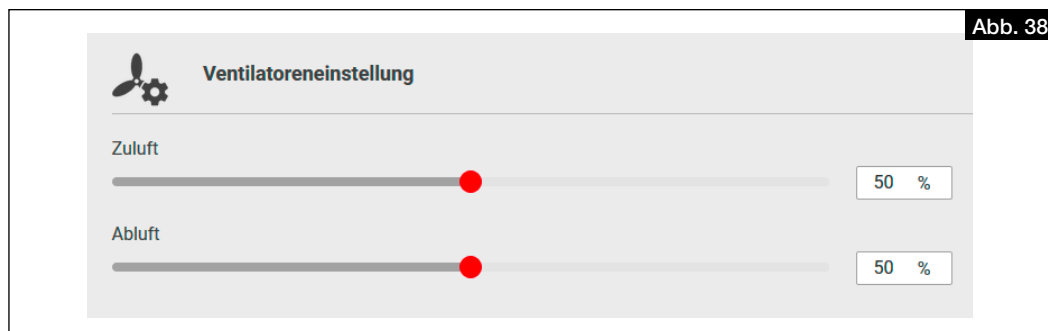 Abb. 38
Ventilatoreneinstellung
Zuluft
50 %
Abluft
50 %